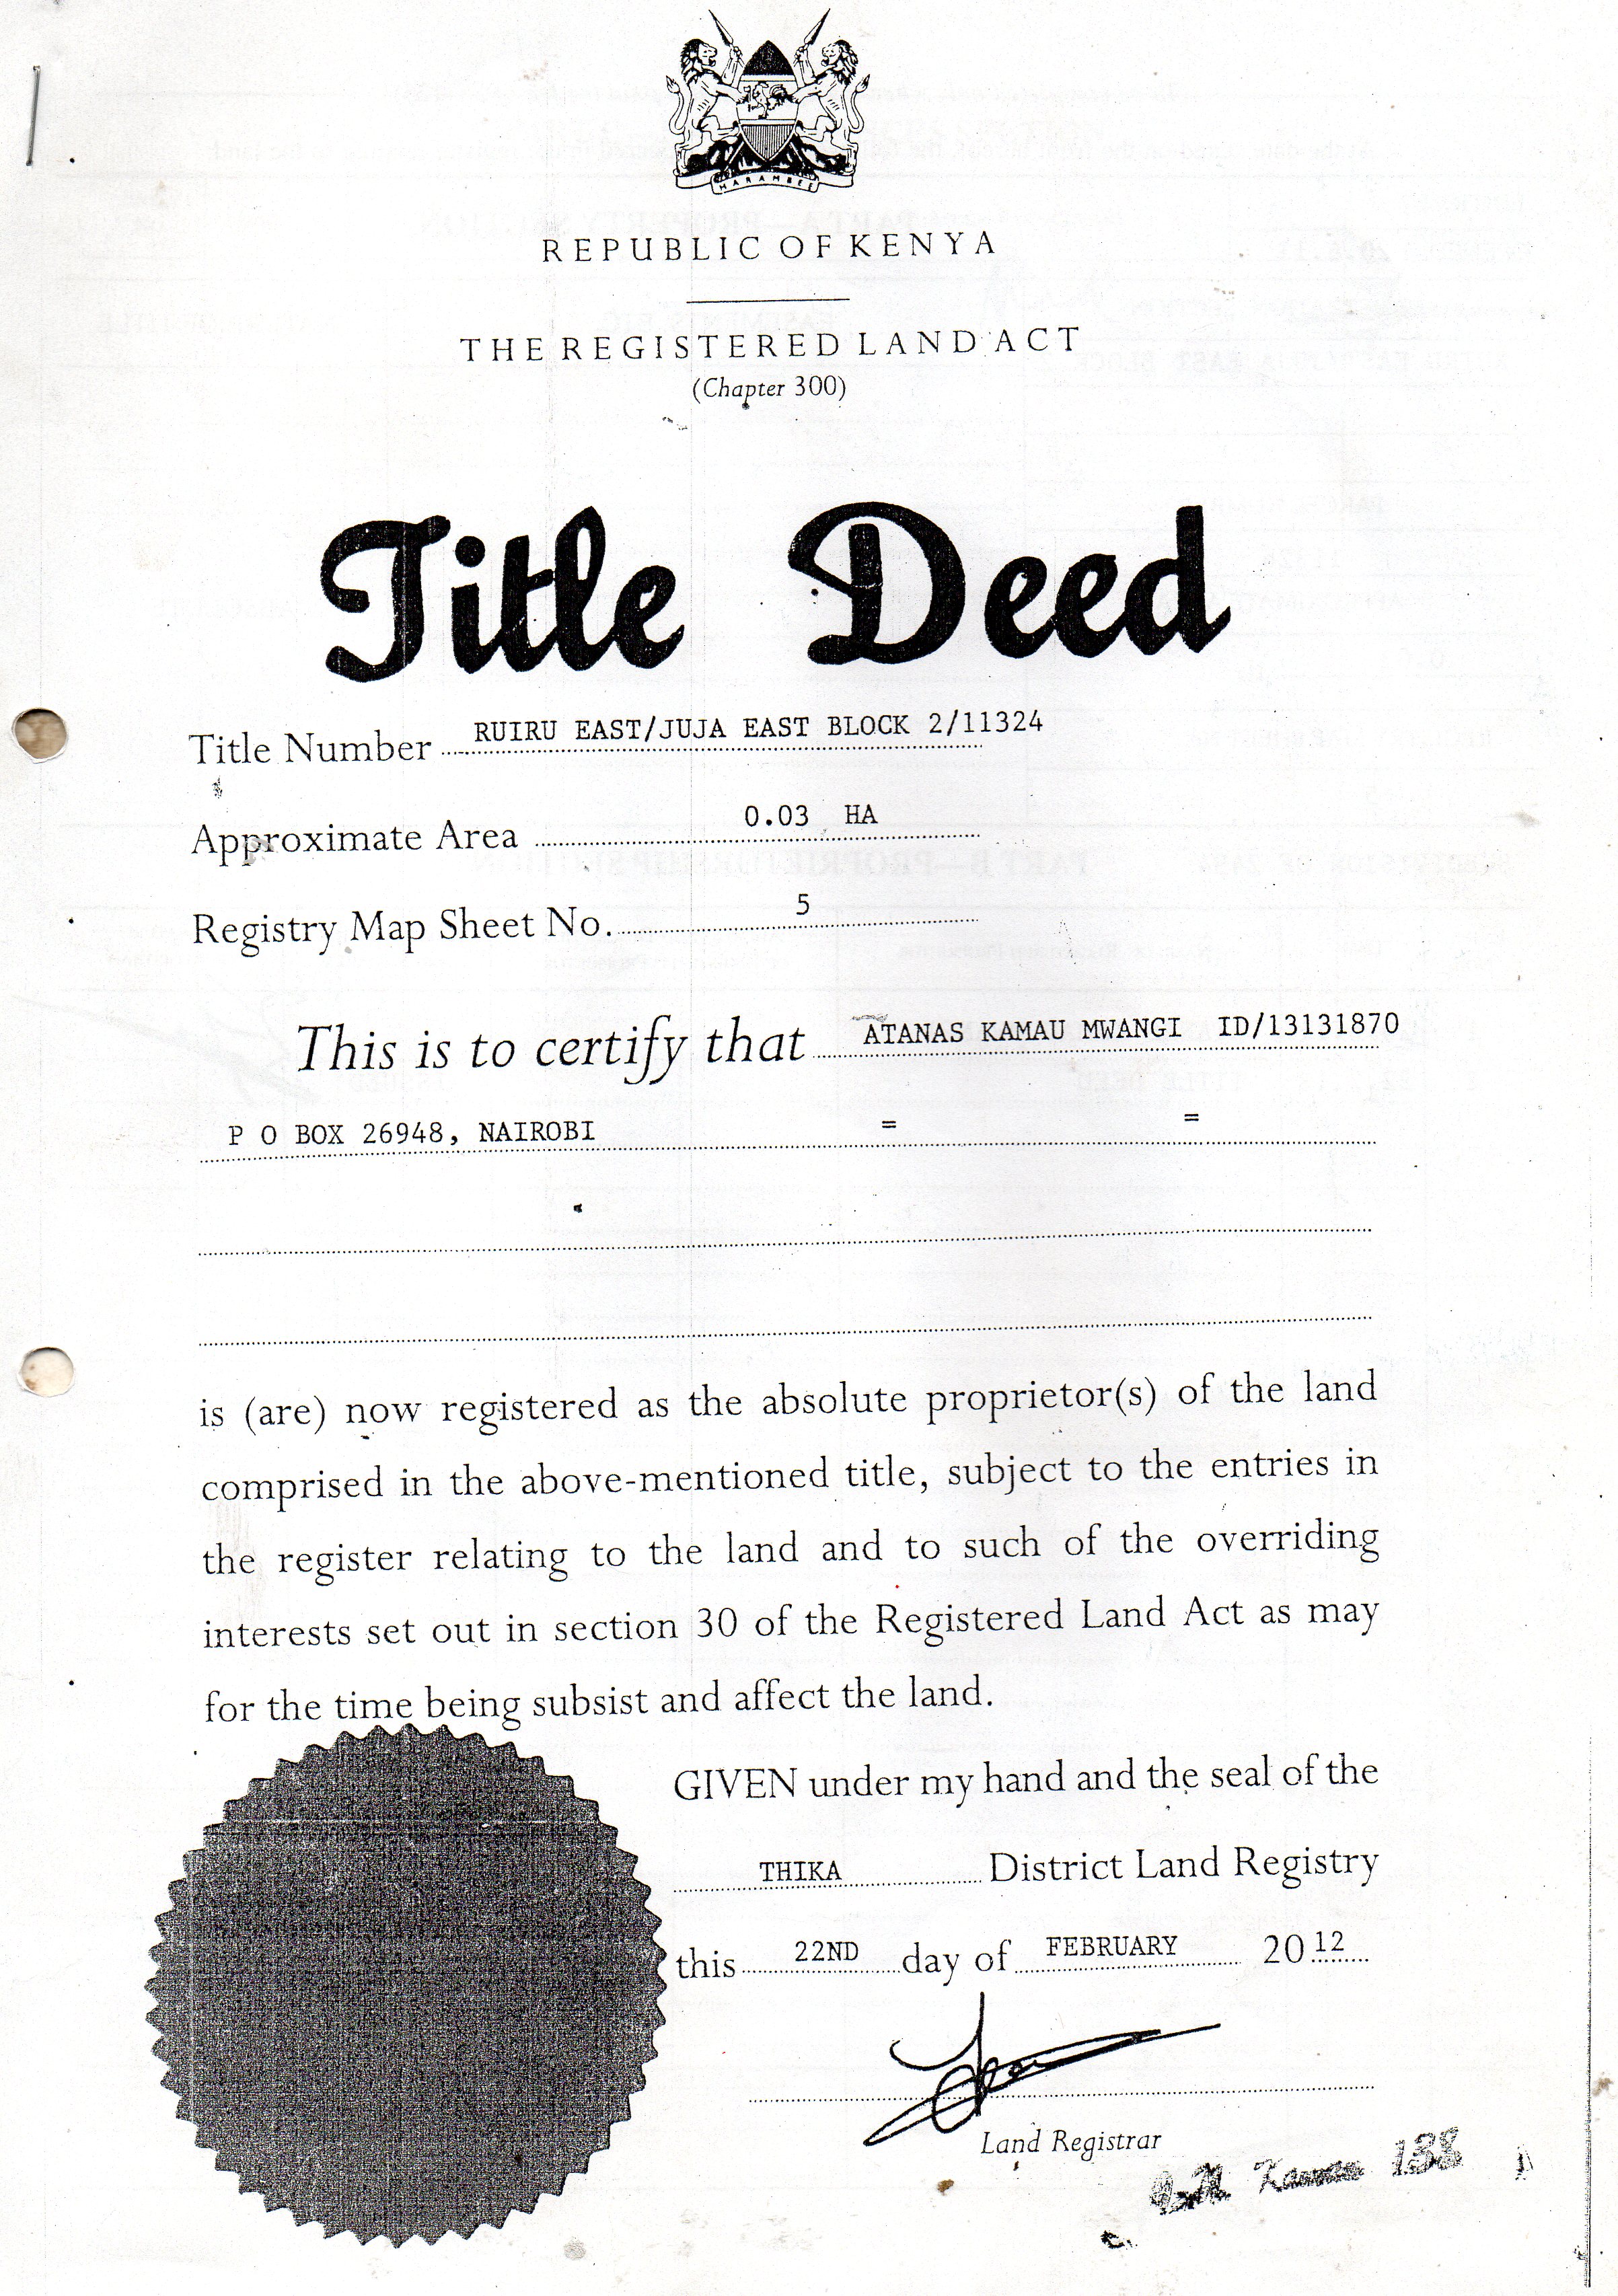 HARAMBEE
REPUBLIC OF KENYA
THE REGISTERED LAND ACT
(Chapter 300)
Title Deed
Title Number RUIRU EAST/JUJA EAST BLOCK 2/11324
Approximate Area 0.03 HA
Registry Map Sheet No. 5
This is to certify that ATANAS KAMAU MWANGI ID/13131870
P O BOX 26948, NAIROBI = =
is (are) now registered as the absolute proprietor(s) of the land
comprised in the above-mentioned title, subject to the entries in
the register relating to the land and to such of the overriding
interests set out in section 30 of the Registered Land Act as may
for the time being subsist and affect the land.
GIVEN under my hand and the seal of the
THIKA District Land Registry
this 22ND day of FEBRUARY 2012
Land Registrar
138